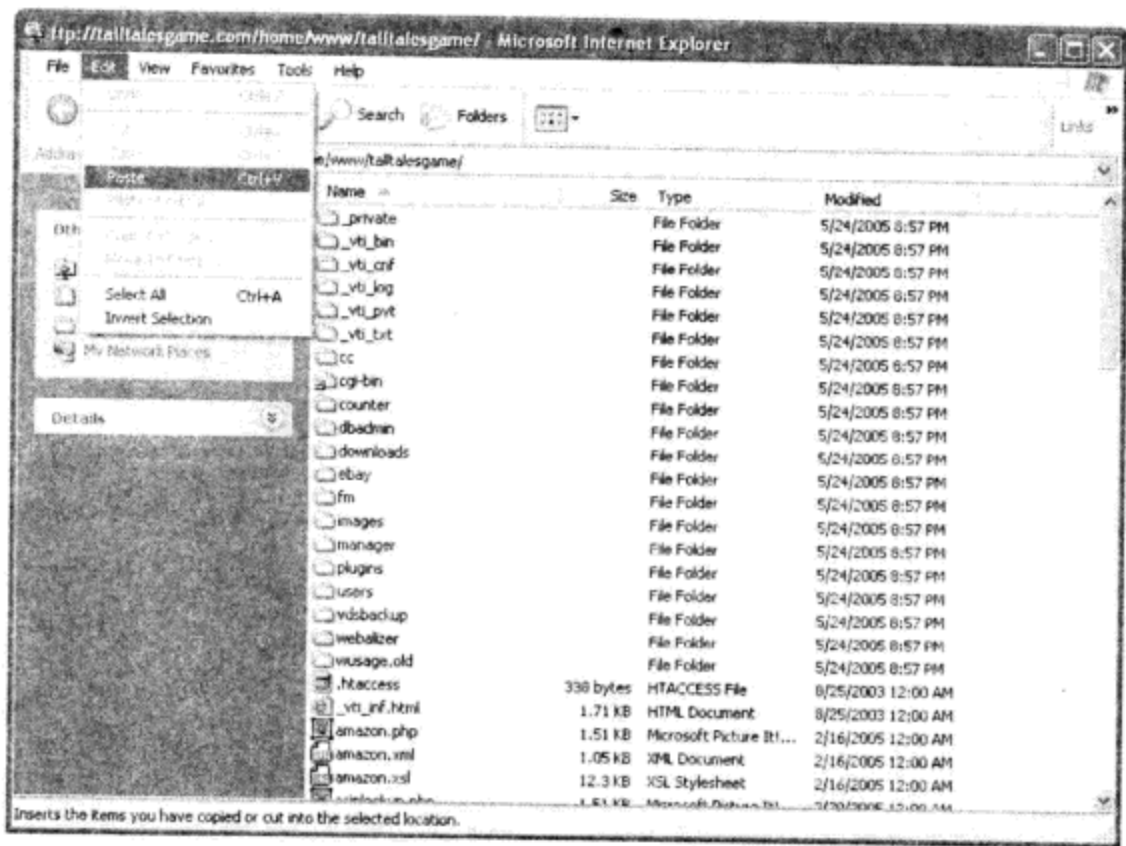 ftp://talltalesgame.com/home/www/talltalesgame/ - Microsoft Internet Explorer
File Edit View Favorites Tools Help
Search Folders Links
/www/talltalesgame/
Paste Ctrl+V
Select All Ctrl+A
Invert Selection
My Network Places
Details
Name Size Type Modified
_private File Folder 5/24/2005 8:57 PM
_vti_bin File Folder 5/24/2005 8:57 PM
_vti_cnf File Folder 5/24/2005 8:57 PM
_vti_log File Folder 5/24/2005 8:57 PM
_vti_pvt File Folder 5/24/2005 8:57 PM
_vti_txt File Folder 5/24/2005 8:57 PM
cc File Folder 5/24/2005 8:57 PM
cgi-bin File Folder 5/24/2005 8:57 PM
counter File Folder 5/24/2005 8:57 PM
dbadmin File Folder 5/24/2005 8:57 PM
downloads File Folder 5/24/2005 8:57 PM
ebay File Folder 5/24/2005 8:57 PM
fm File Folder 5/24/2005 8:57 PM
images File Folder 5/24/2005 8:57 PM
manager File Folder 5/24/2005 8:57 PM
plugins File Folder 5/24/2005 8:57 PM
users File Folder 5/24/2005 8:57 PM
vdsbackup File Folder 5/24/2005 8:57 PM
webalizer File Folder 5/24/2005 8:57 PM
wusage.old File Folder 5/24/2005 8:57 PM
.htaccess 338 bytes HTACCESS File 8/25/2003 12:00 AM
_vti_inf.html 1.71 KB HTML Document 8/25/2003 12:00 AM
amazon.php 1.51 KB Microsoft Picture It!... 2/16/2005 12:00 AM
amazon.xml 1.05 KB XML Document 2/16/2005 12:00 AM
amazon.xsl 12.3 KB XSL Stylesheet 2/16/2005 12:00 AM
Inserts the items you have copied or cut into the selected location.